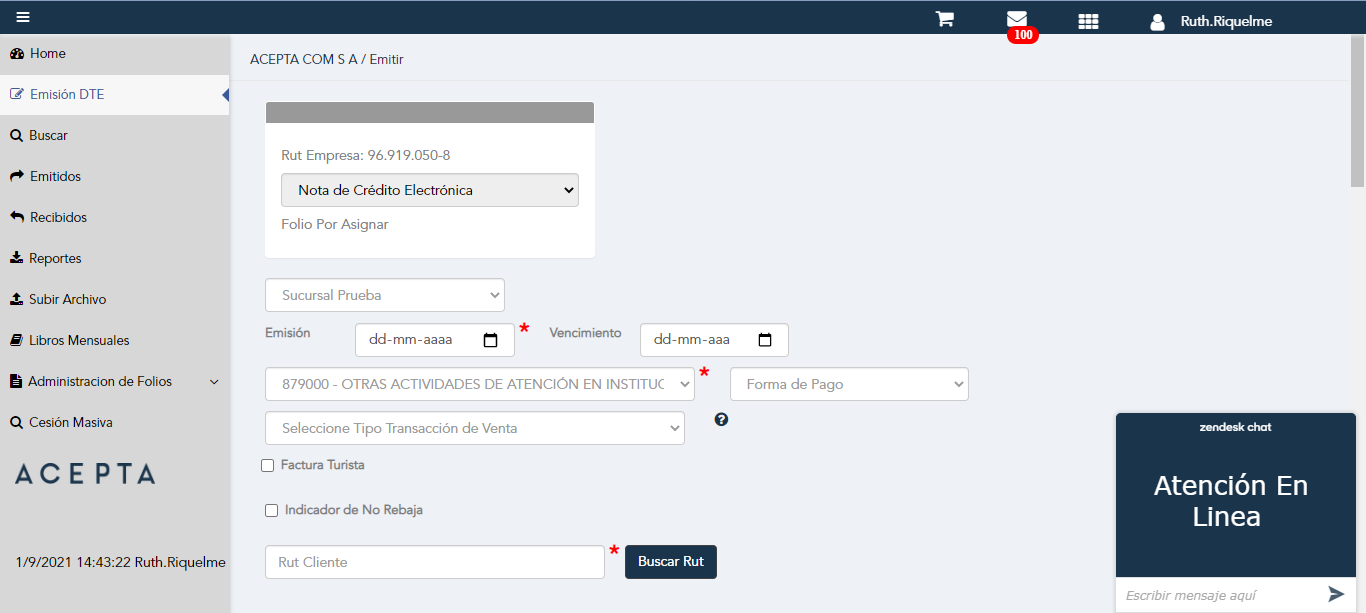 100
Ruth.Riquelme
Home
Emisión DTE
Buscar
Emitidos
Recibidos
Reportes
Subir Archivo
Libros Mensuales
Administracion de Folios
Cesión Masiva
ACEPTA
1/9/2021 14:43:22 Ruth.Riquelme
ACEPTA COM S A / Emitir
Rut Empresa: 96.919.050-8
Nota de Crédito Electrónica
Folio Por Asignar
Sucursal Prueba
Emisión dd-mm-aaaa * Vencimiento dd-mm-aaa
879000 - OTRAS ACTIVIDADES DE ATENCIÓN EN INSTITUC * Forma de Pago
Seleccione Tipo Transacción de Venta ?
Factura Turista
Indicador de No Rebaja
Rut Cliente * Buscar Rut
zendesk chat
Atención En
Linea
Escribir mensaje aquí